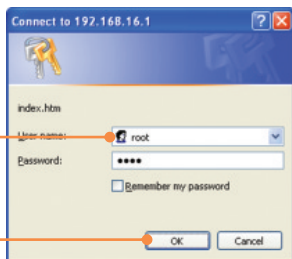 Connect to 192.168.16.1
index.htm
User name:
root
Password:
••••
Remember my password
OK
Cancel